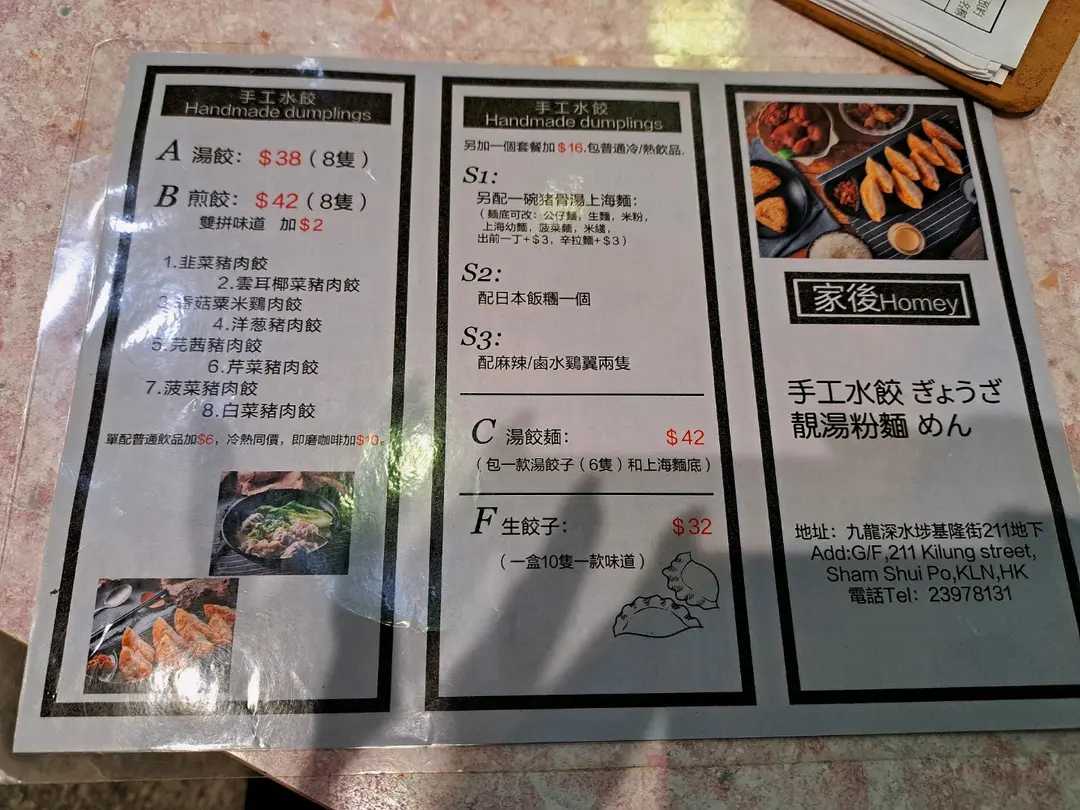 手工水餃
Handmade dumplings
A 湯餃：$38（8隻）
B 煎餃：$42（8隻）
雙拼味道 加$2
1.韭菜豬肉餃
2.雲耳椰菜豬肉餃
3.香菇粟米鷄肉餃
4.洋葱豬肉餃
5.芫茜豬肉餃
6.芹菜豬肉餃
7.菠菜豬肉餃
8.白菜豬肉餃
單配普通飲品加$6，冷熱同價，即磨咖啡加$10。
手工水餃
Handmade dumplings
另加一個套餐加$16.包普通冷/熱飲品.
S1:
另配一碗猪骨湯上海麵：
（麵底可改：公仔麵，生麵，米粉，
上海幼麵，菠菜麵，米綫，
出前一丁+$3，辛拉麵+$3）
S2:
配日本飯糰一個
S3:
配麻辣/鹵水鷄翼兩隻
C 湯餃麵： $42
（包一款湯餃子（6隻）和上海麵底）
F 生餃子： $32
（一盒10隻一款味道）
家後Homey
手工水餃 ぎょうざ
靚湯粉麵 めん
地址：九龍深水埗基隆街211地下
Add:G/F,211 Kilung street,
Sham Shui Po,KLN,HK
電話Tel：23978131